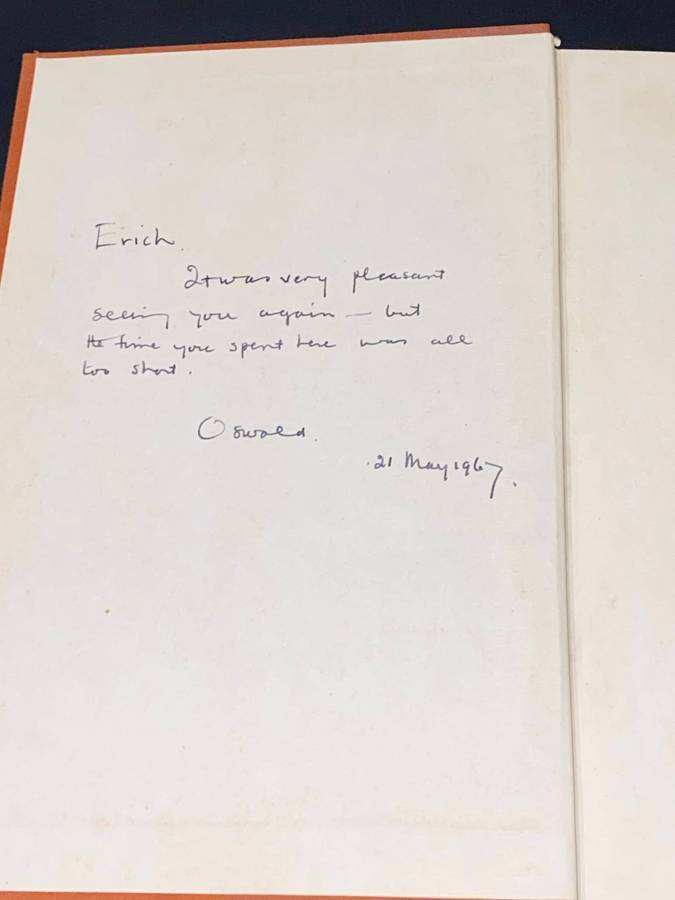 Erich.
It was very pleasant
seeing you again — but
the time you spent here was all
too short.
Oswald.
21 May 1967.